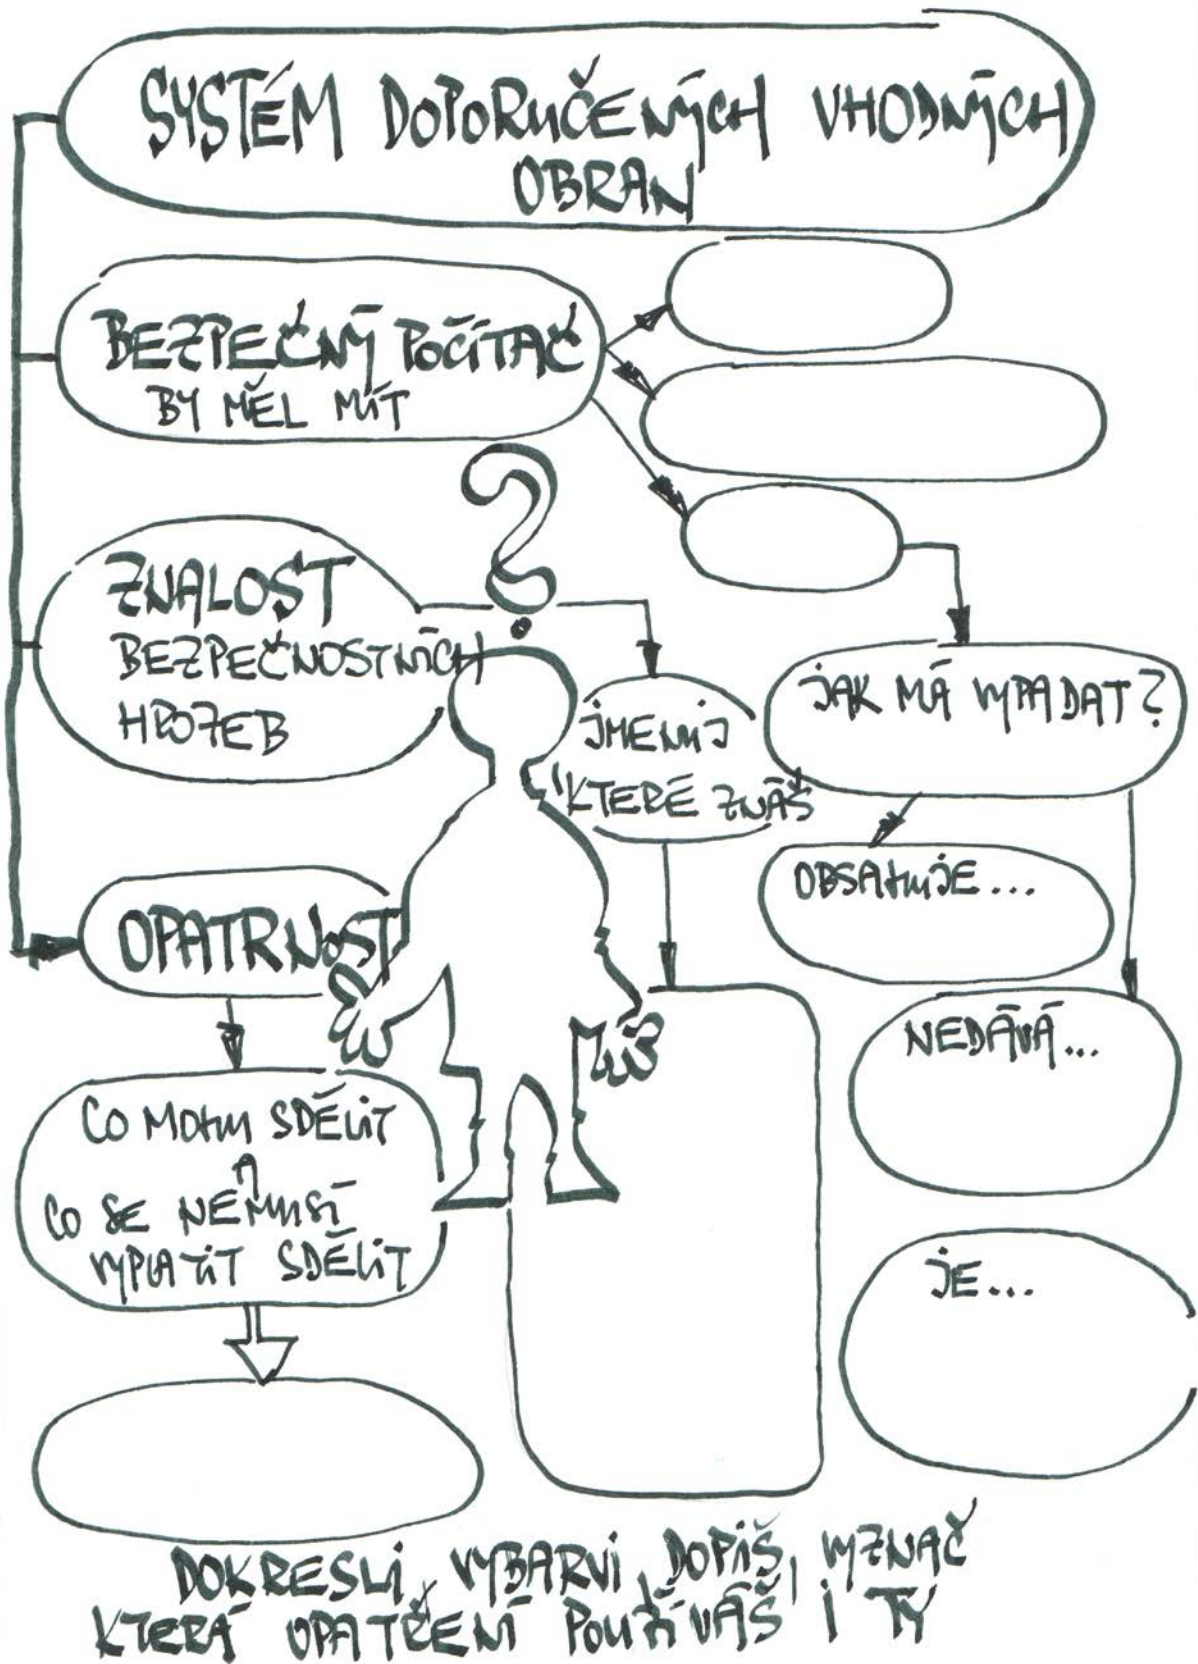 SYSTÉM DOPORUČENÝCH VHODNÝCH
OBRAN
BEZPEČNÝ POČÍTAČ
BY MĚL MÍT
ZNALOST
BEZPEČNOSTNÍCH
HROZEB
?
JMENUJ
KTERÉ ZNÁŠ
JAK MÁ VYPADAT?
OBSAHUJE...
NEDÁVÁ...
JE...
OPATRNOST
CO MOHU SDĚLIT
A
CO SE NEMUSÍ
VYPLATIT SDĚLIT
DOKRESLI, VYBARVI, DOPIŠ, VYZNAČ
KTERÁ OPATŘENÍ POUŽÍVÁŠ I TY